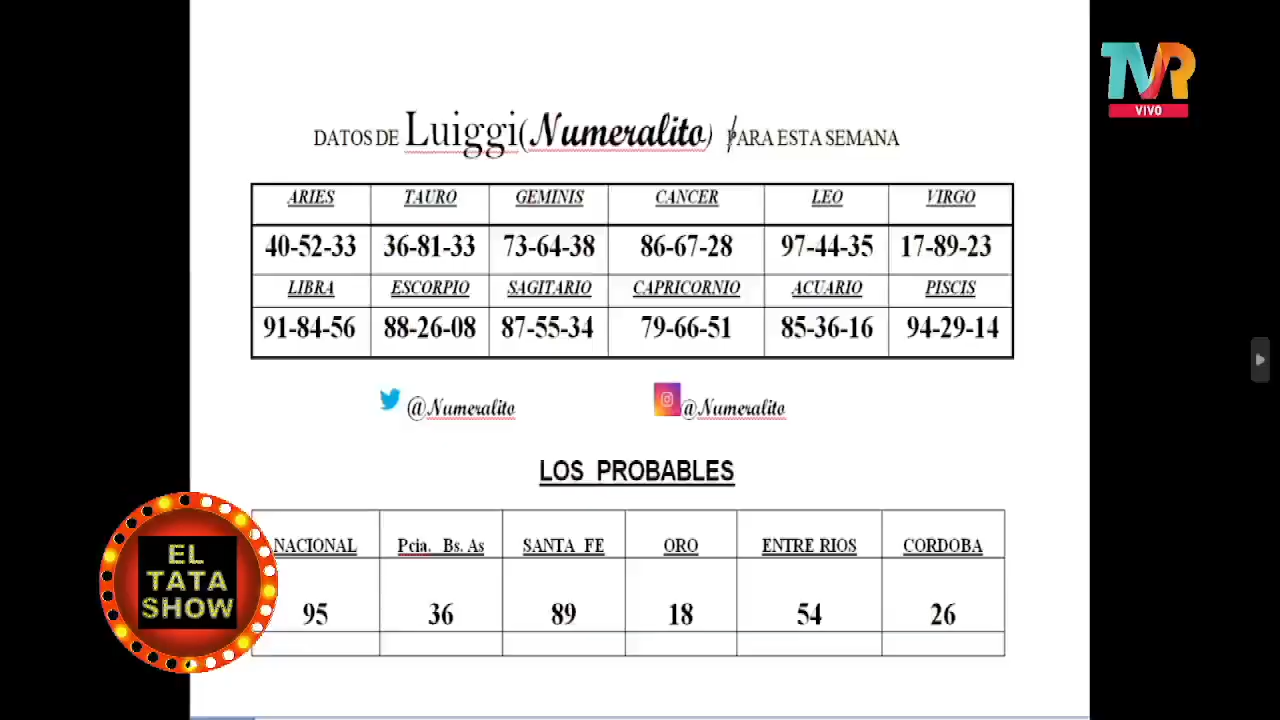 TVR
VIVO
DATOS DE Luiggi(Numeralito) PARA ESTA SEMANA
ARIES TAURO GEMINIS CANCER LEO VIRGO
40-52-33 36-81-33 73-64-38 86-67-28 97-44-35 17-89-23
LIBRA ESCORPIO SAGITARIO CAPRICORNIO ACUARIO PISCIS
91-84-56 88-26-08 87-55-34 79-66-51 85-36-16 94-29-14
@Numeralito @Numeralito
LOS PROBABLES
NACIONAL Pcia. Bs. As SANTA FE ORO ENTRE RIOS CORDOBA
95 36 89 18 54 26
EL
TATA
SHOW